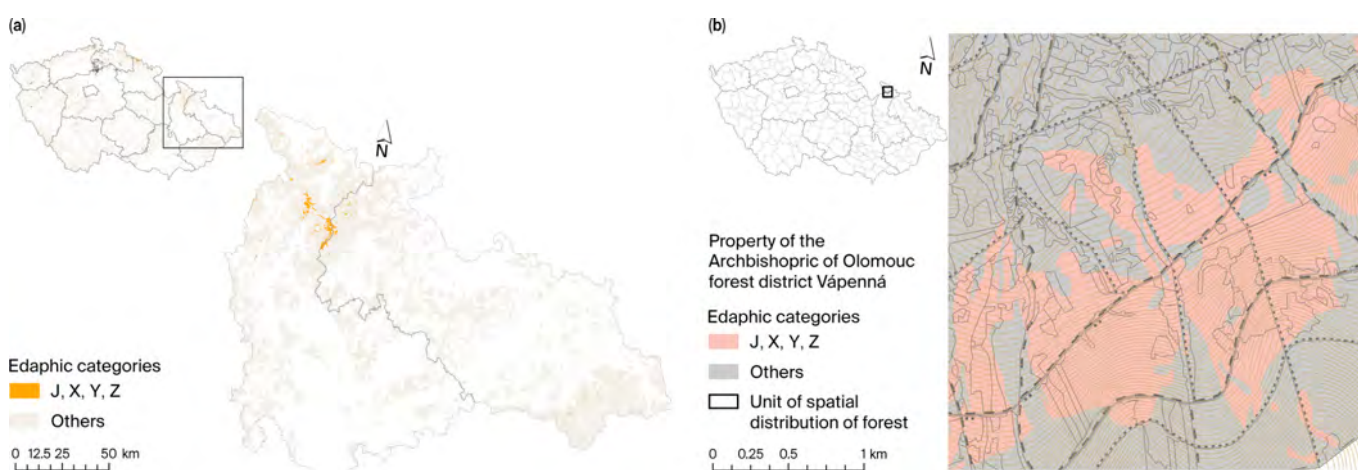 (a)
N
Edaphic categories
J, X, Y, Z
Others
0 12.5 25 50 km
(b)
N
Property of the
Archbishopric of Olomouc
forest district Vápenná
Edaphic categories
J, X, Y, Z
Others
Unit of spatial
distribution of forest
0 0.25 0.5 1 km